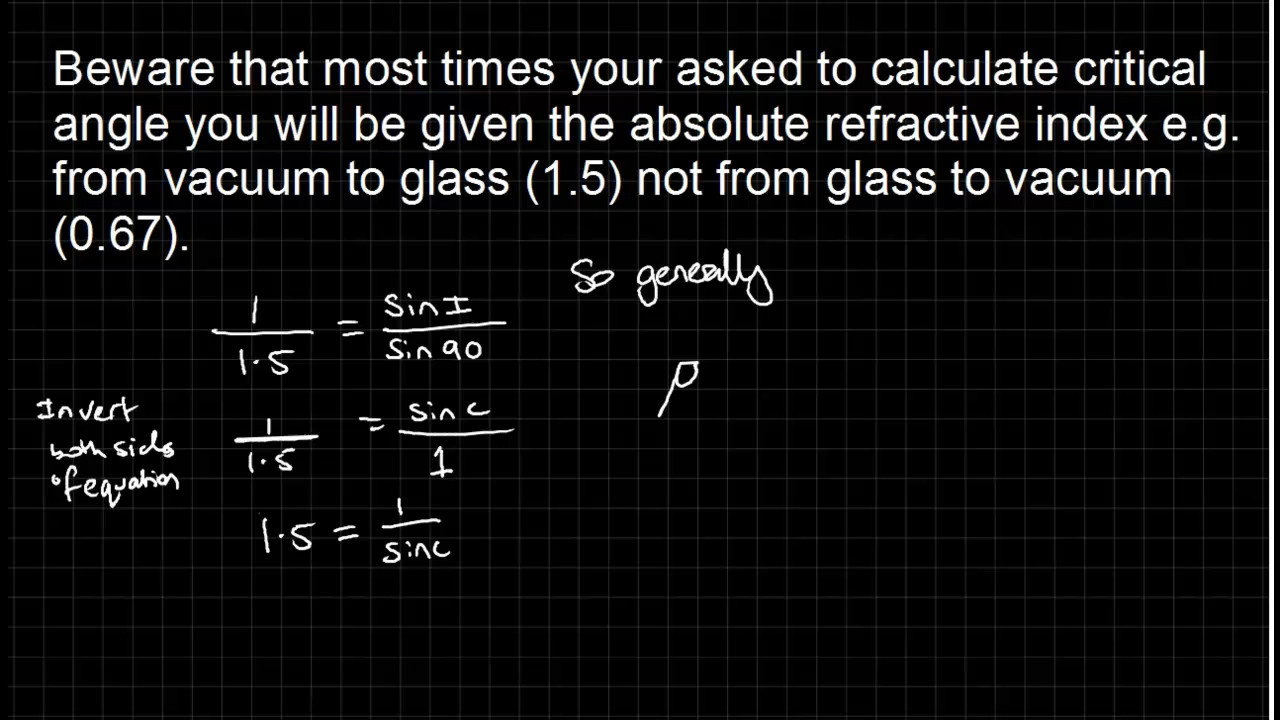 Beware that most times your asked to calculate critical
angle you will be given the absolute refractive index e.g.
from vacuum to glass (1.5) not from glass to vacuum
(0.67).
So generally
1/1.5 = Sin I/Sin 90
Invert both sides of equation
1/1.5 = sin c/1
1.5 = 1/sin c